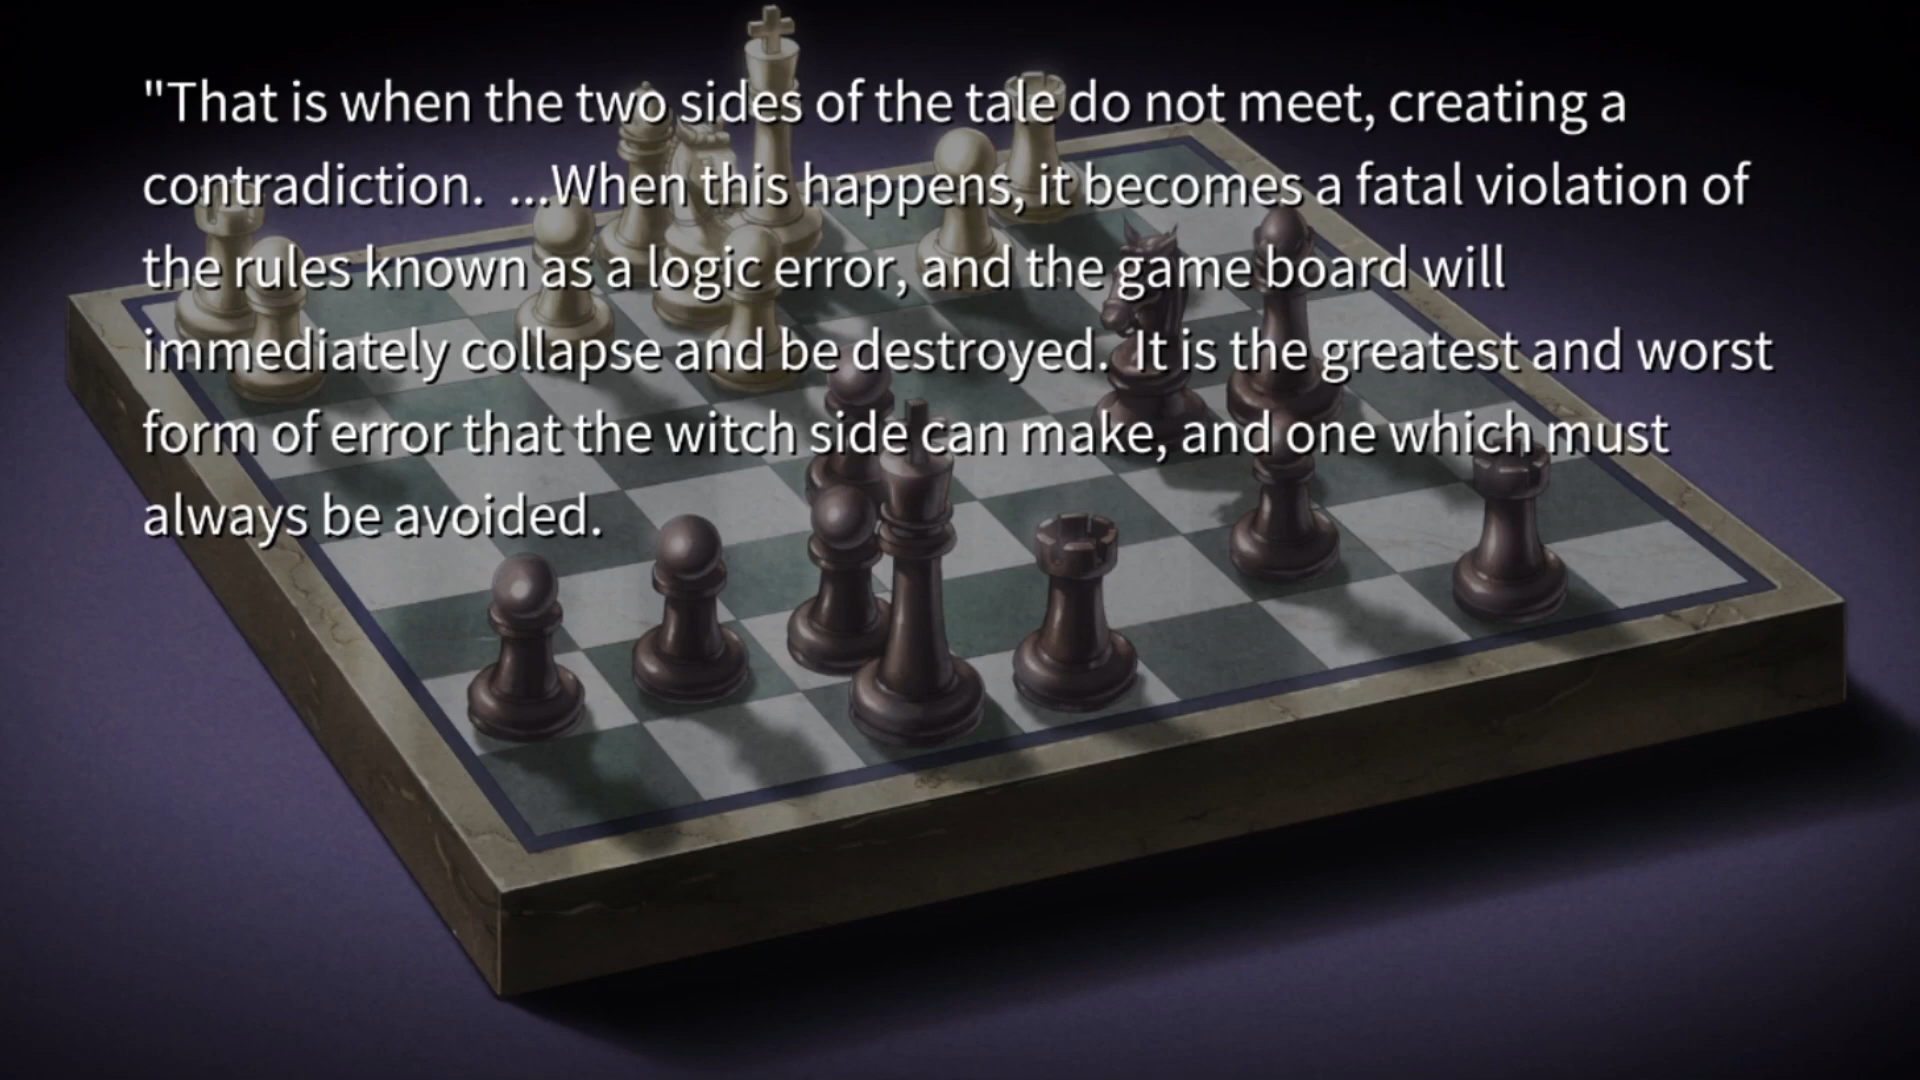 "That is when the two sides of the tale do not meet, creating a
contradiction.  ...When this happens, it becomes a fatal violation of
the rules known as a logic error, and the game board will
immediately collapse and be destroyed.  It is the greatest and worst
form of error that the witch side can make, and one which must
always be avoided.